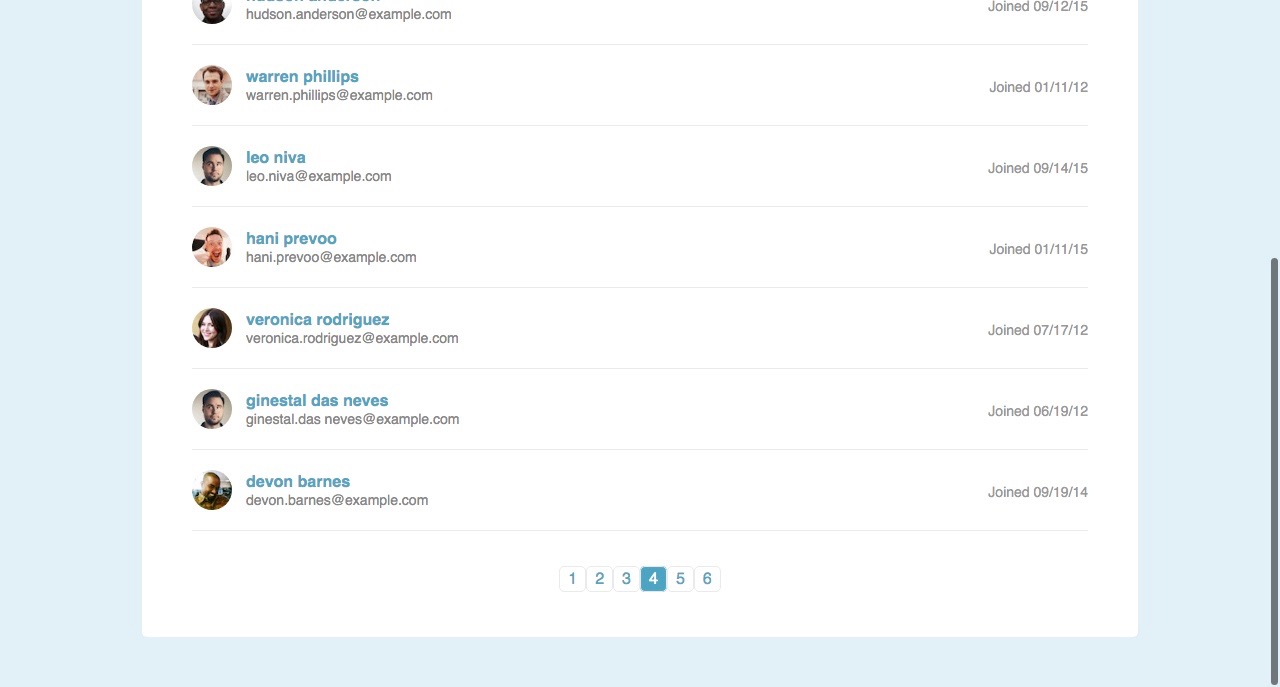 hudson.anderson@example.com
Joined 09/12/15
warren phillips
warren.phillips@example.com
Joined 01/11/12
leo niva
leo.niva@example.com
Joined 09/14/15
hani prevoo
hani.prevoo@example.com
Joined 01/11/15
veronica rodriguez
veronica.rodriguez@example.com
Joined 07/17/12
ginestal das neves
ginestal.das neves@example.com
Joined 06/19/12
devon barnes
devon.barnes@example.com
Joined 09/19/14
1 2 3 4 5 6